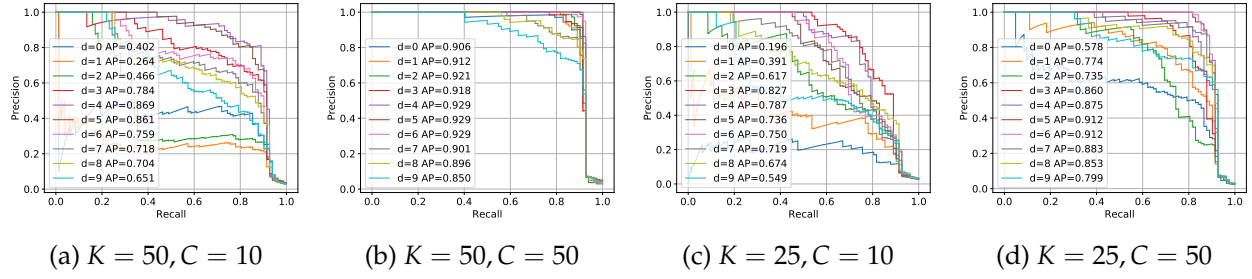 1.0
0.8
0.6
0.4
0.2
0.0
Precision
d=0 AP=0.402
d=1 AP=0.264
d=2 AP=0.466
d=3 AP=0.784
d=4 AP=0.869
d=5 AP=0.861
d=6 AP=0.759
d=7 AP=0.718
d=8 AP=0.704
d=9 AP=0.651
0.0 0.2 0.4 0.6 0.8 1.0
Recall
(a) K = 50, C = 10
1.0
0.8
0.6
0.4
0.2
0.0
Precision
d=0 AP=0.906
d=1 AP=0.912
d=2 AP=0.921
d=3 AP=0.918
d=4 AP=0.929
d=5 AP=0.929
d=6 AP=0.929
d=7 AP=0.901
d=8 AP=0.896
d=9 AP=0.850
0.0 0.2 0.4 0.6 0.8 1.0
Recall
(b) K = 50, C = 50
1.0
0.8
0.6
0.4
0.2
0.0
Precision
d=0 AP=0.196
d=1 AP=0.391
d=2 AP=0.617
d=3 AP=0.827
d=4 AP=0.787
d=5 AP=0.736
d=6 AP=0.750
d=7 AP=0.719
d=8 AP=0.674
d=9 AP=0.549
0.0 0.2 0.4 0.6 0.8 1.0
Recall
(c) K = 25, C = 10
1.0
0.8
0.6
0.4
0.2
0.0
Precision
d=0 AP=0.578
d=1 AP=0.774
d=2 AP=0.735
d=3 AP=0.860
d=4 AP=0.875
d=5 AP=0.912
d=6 AP=0.912
d=7 AP=0.883
d=8 AP=0.853
d=9 AP=0.799
0.0 0.2 0.4 0.6 0.8 1.0
Recall
(d) K = 25, C = 50